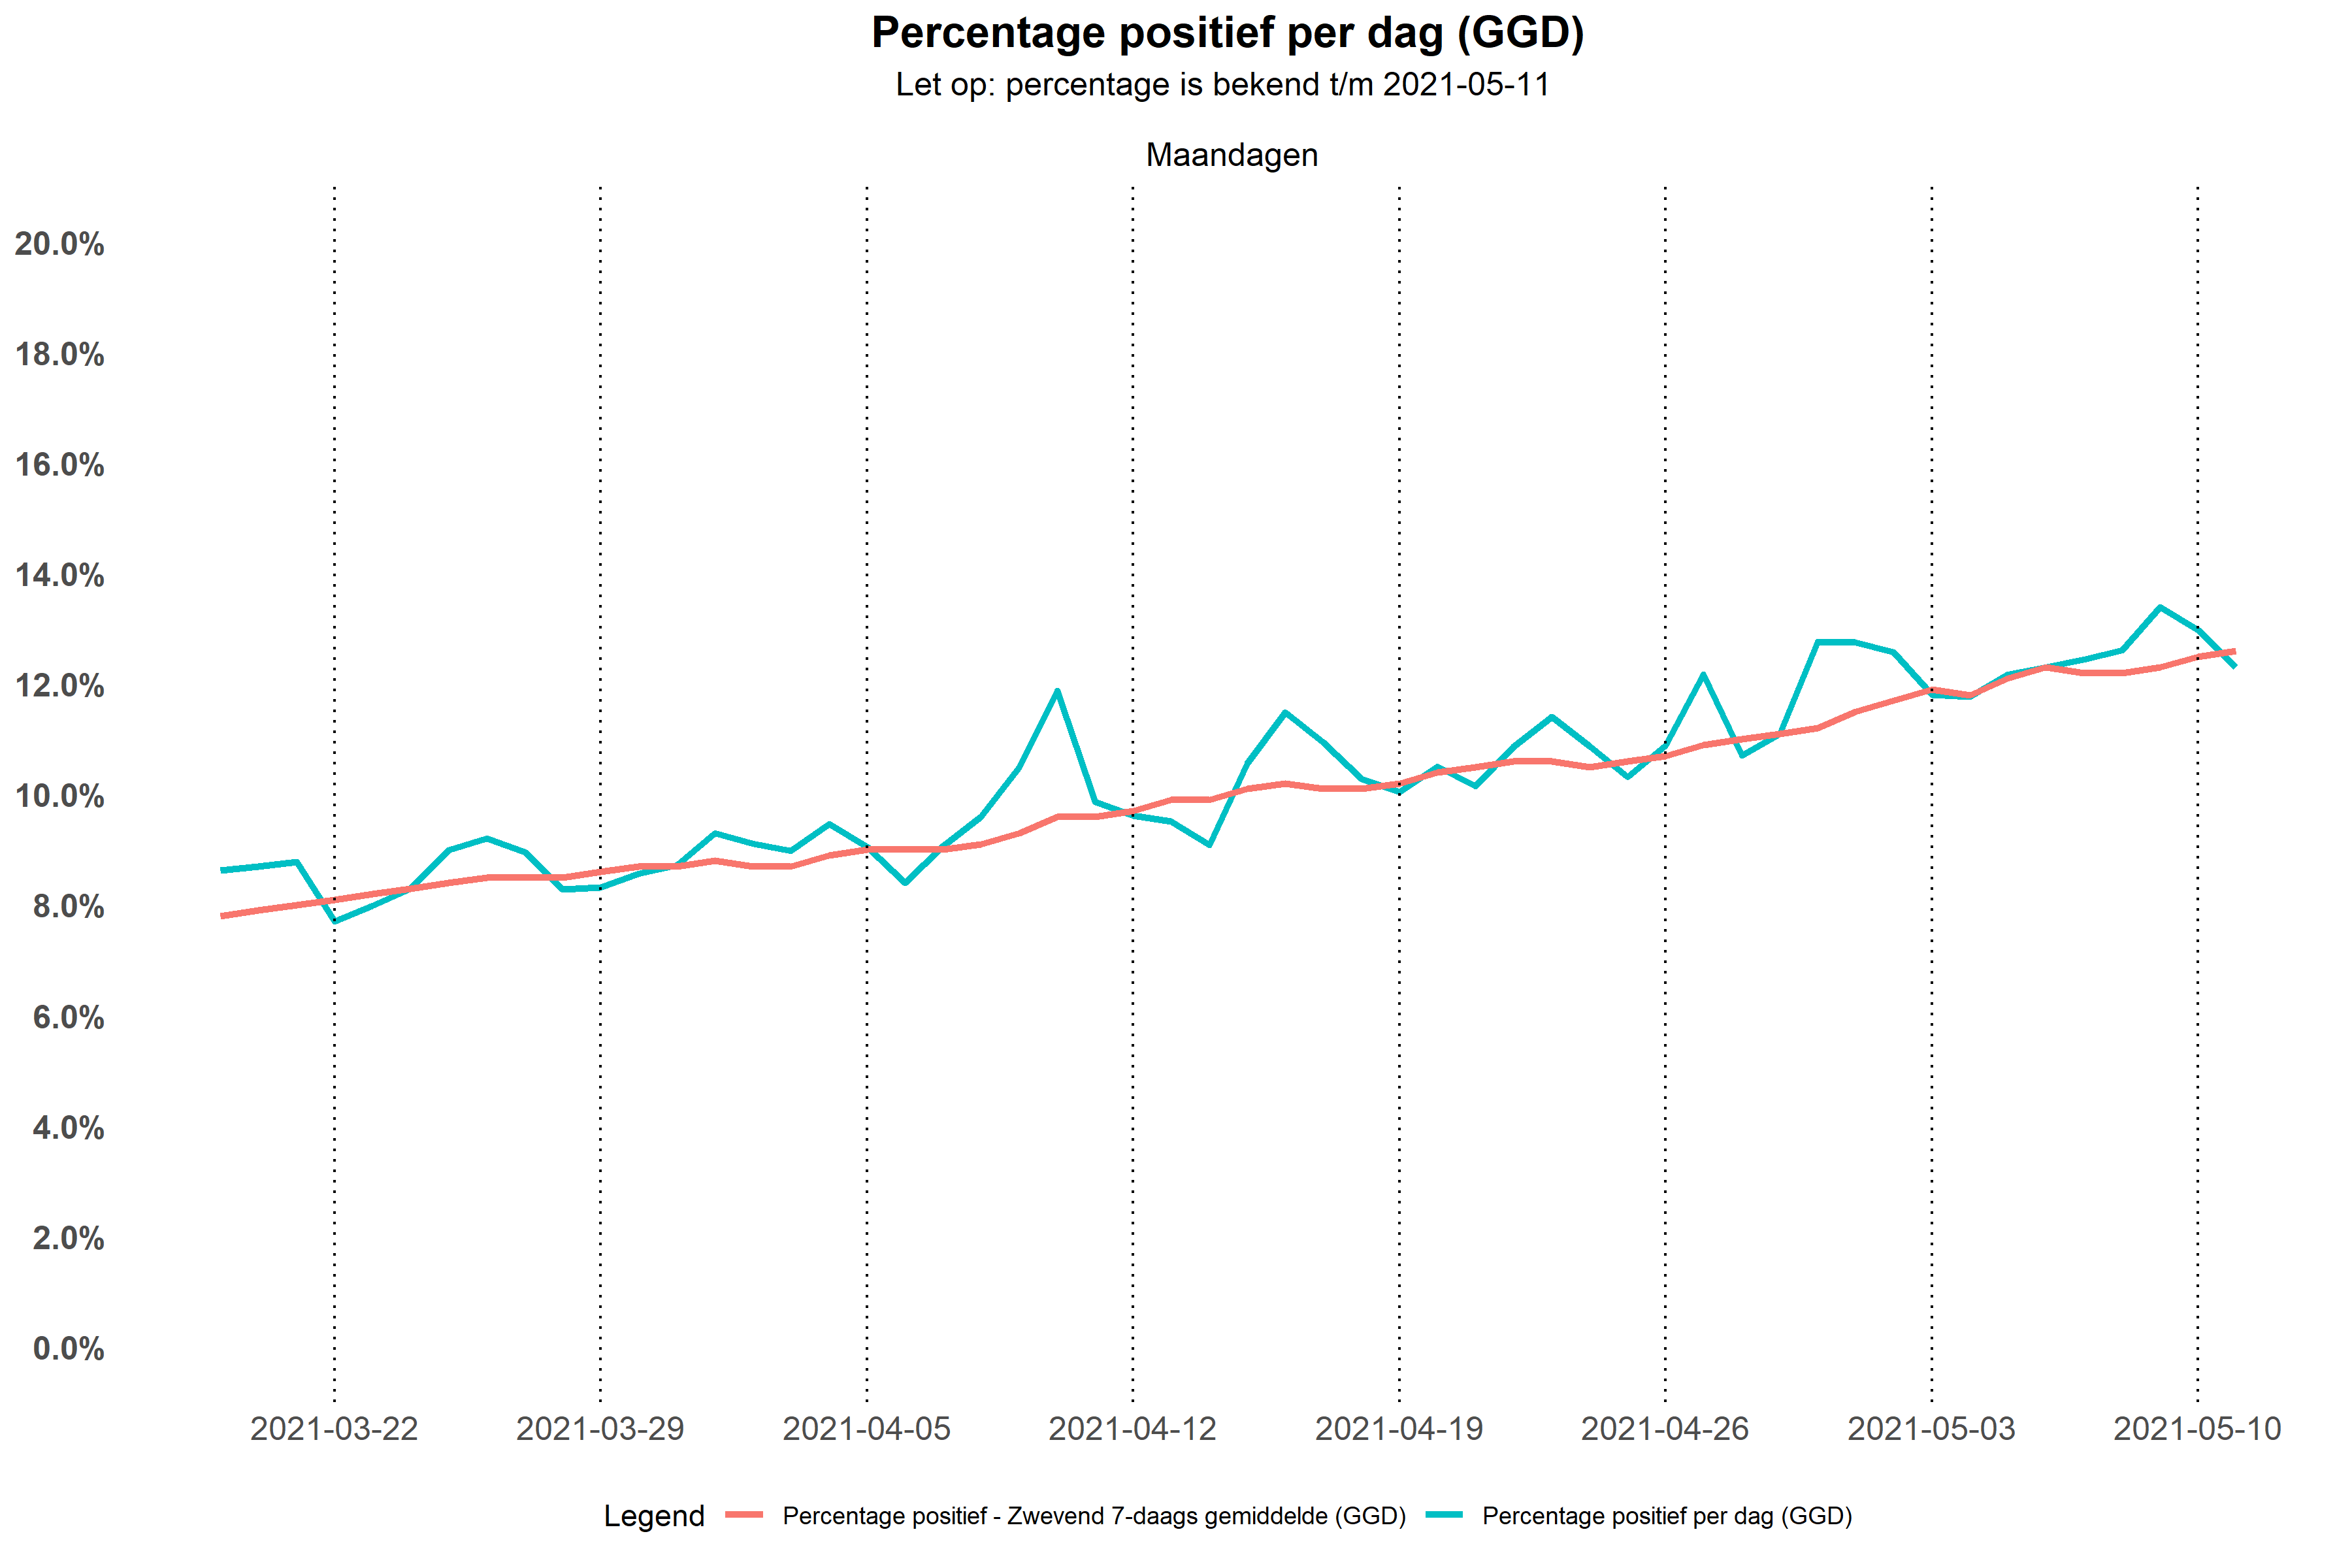 Percentage positief per dag (GGD)
Let op: percentage is bekend t/m 2021-05-11
Maandagen
20.0%
18.0%
16.0%
14.0%
12.0%
10.0%
8.0%
6.0%
4.0%
2.0%
0.0%
2021-03-22 2021-03-29 2021-04-05 2021-04-12 2021-04-19 2021-04-26 2021-05-03 2021-05-10
Legend Percentage positief - Zwevend 7-daags gemiddelde (GGD) Percentage positief per dag (GGD)